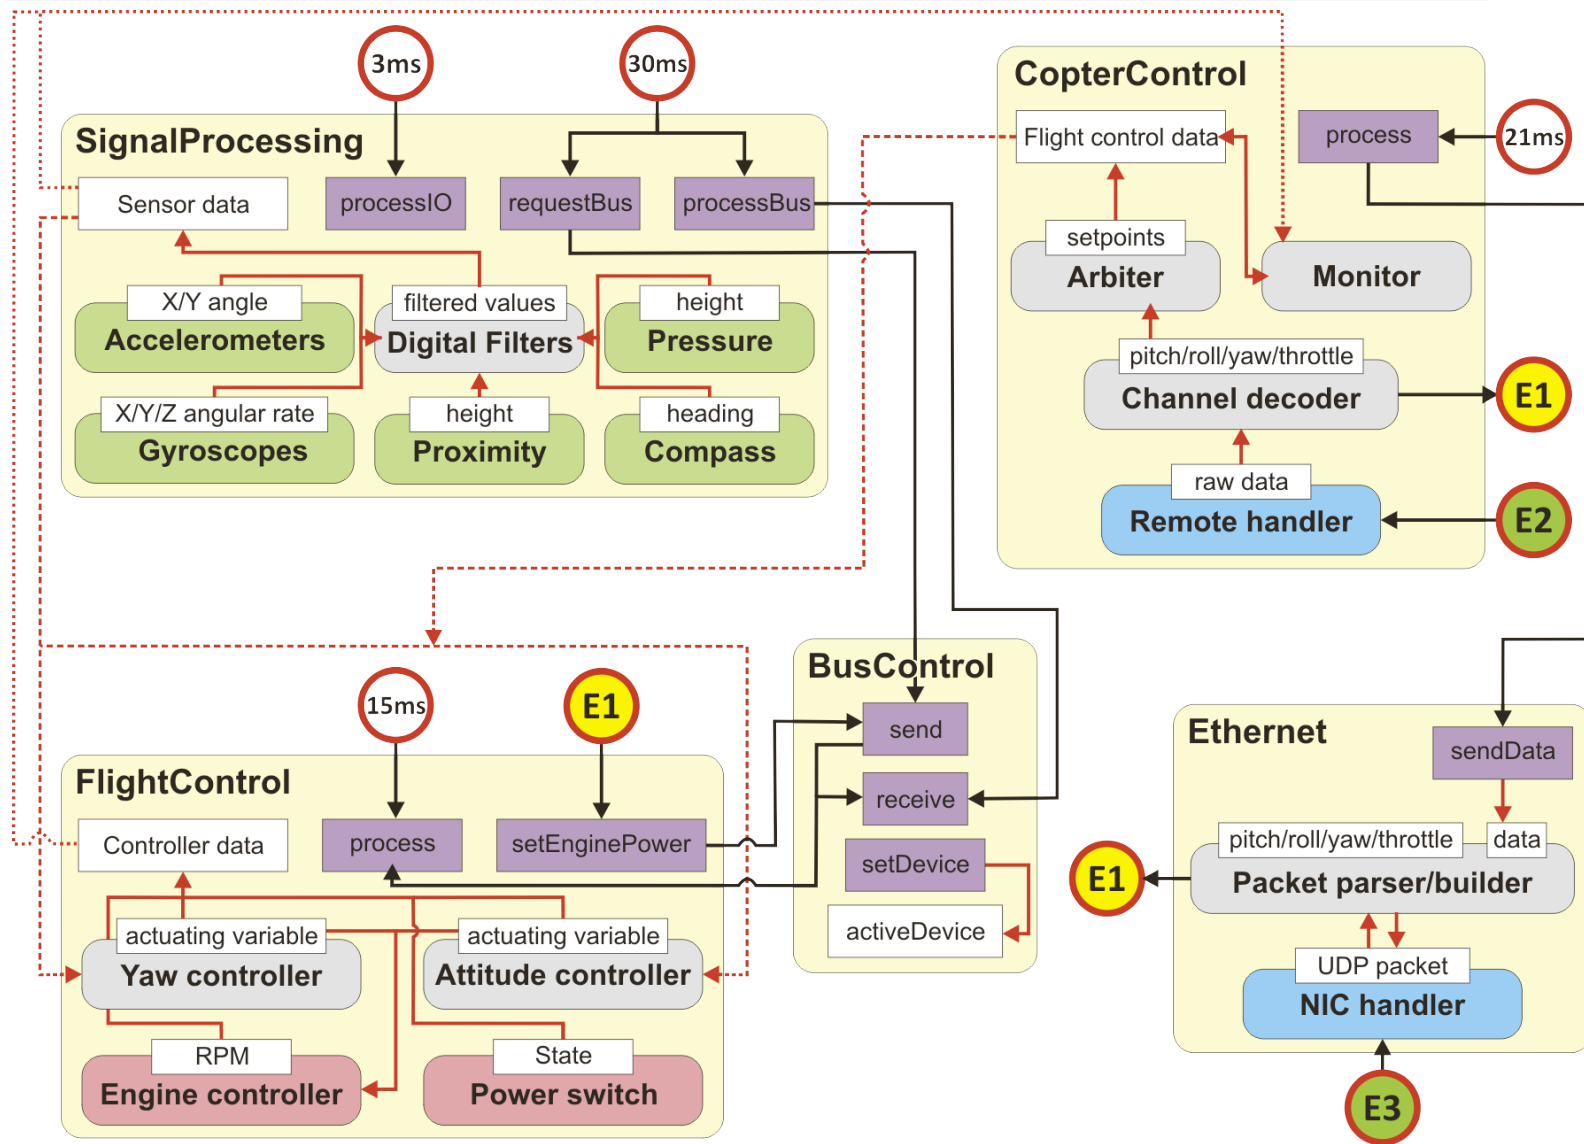 3ms
30ms
SignalProcessing
Sensor data
processIO
requestBus
processBus
X/Y angle
Accelerometers
filtered values
Digital Filters
height
Pressure
X/Y/Z angular rate
Gyroscopes
height
Proximity
heading
Compass
CopterControl
Flight control data
process
21ms
setpoints
Arbiter
Monitor
pitch/roll/yaw/throttle
Channel decoder
E1
raw data
Remote handler
E2
15ms
E1
FlightControl
Controller data
process
setEnginePower
actuating variable
Yaw controller
actuating variable
Attitude controller
RPM
Engine controller
State
Power switch
BusControl
send
receive
setDevice
activeDevice
Ethernet
sendData
pitch/roll/yaw/throttle
data
Packet parser/builder
E1
UDP packet
NIC handler
E3